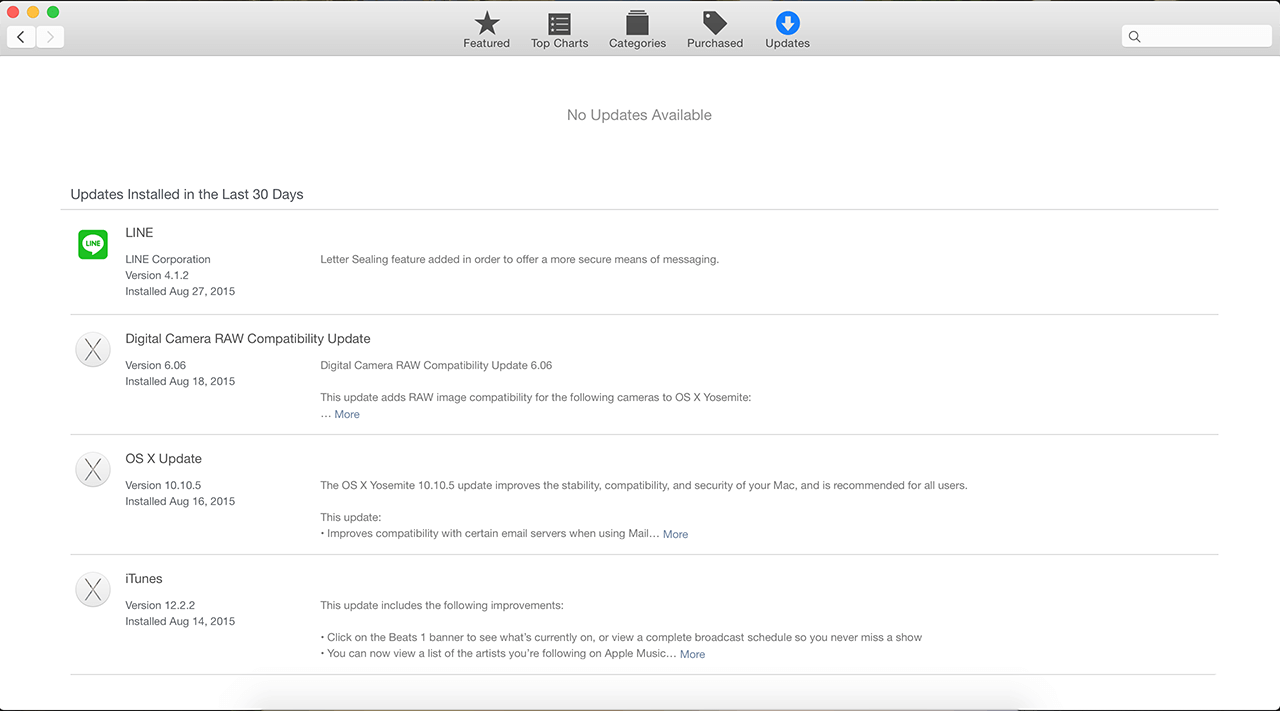 Featured
Top Charts
Categories
Purchased
Updates
No Updates Available
Updates Installed in the Last 30 Days
LINE
LINE
LINE Corporation
Version 4.1.2
Installed Aug 27, 2015
Letter Sealing feature added in order to offer a more secure means of messaging.
Digital Camera RAW Compatibility Update
Version 6.06
Installed Aug 18, 2015
Digital Camera RAW Compatibility Update 6.06
This update adds RAW image compatibility for the following cameras to OS X Yosemite:
… More
OS X Update
Version 10.10.5
Installed Aug 16, 2015
The OS X Yosemite 10.10.5 update improves the stability, compatibility, and security of your Mac, and is recommended for all users.
This update:
• Improves compatibility with certain email servers when using Mail… More
iTunes
Version 12.2.2
Installed Aug 14, 2015
This update includes the following improvements:
• Click on the Beats 1 banner to see what’s currently on, or view a complete broadcast schedule so you never miss a show
• You can now view a list of the artists you’re following on Apple Music… More